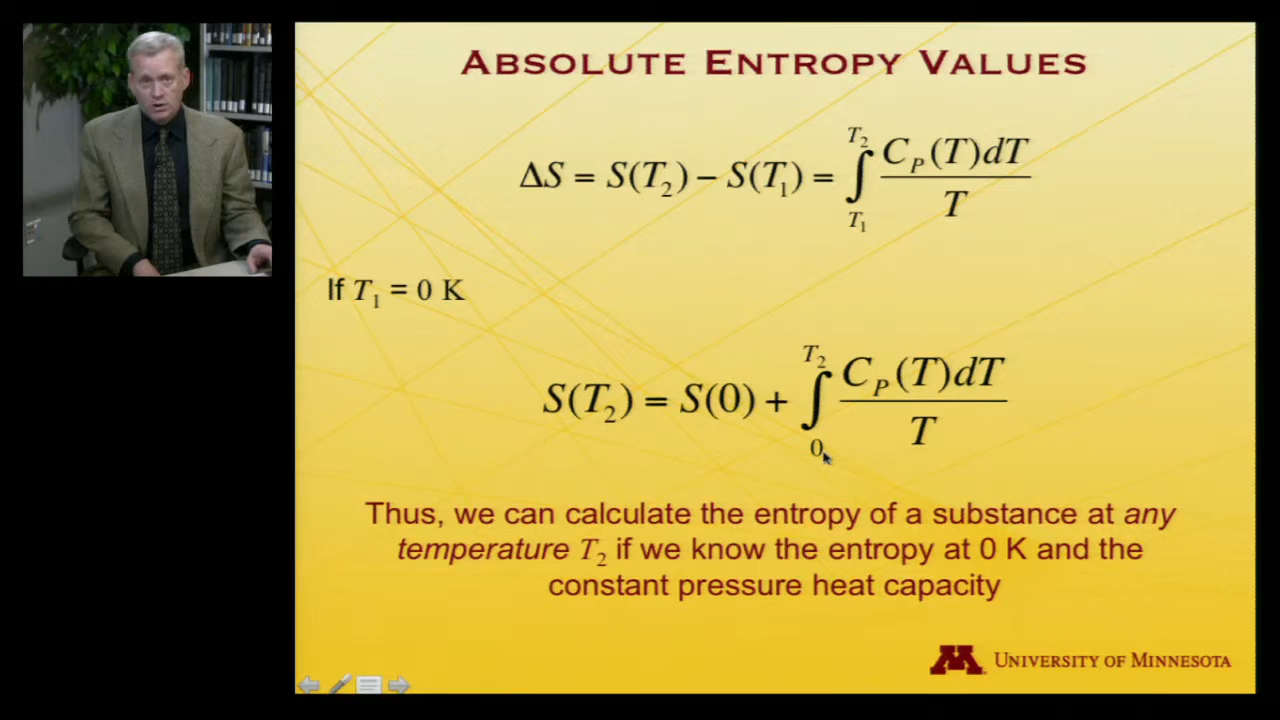 ABSOLUTE ENTROPY VALUES
ΔS = S(T₂) − S(T₁) = ∫_{T₁}^{T₂} C_P(T)dT / T
If T₁ = 0 K
S(T₂) = S(0) + ∫_{0}^{T₂} C_P(T)dT / T
Thus, we can calculate the entropy of a substance at any
temperature T₂ if we know the entropy at 0 K and the
constant pressure heat capacity
M UNIVERSITY OF MINNESOTA